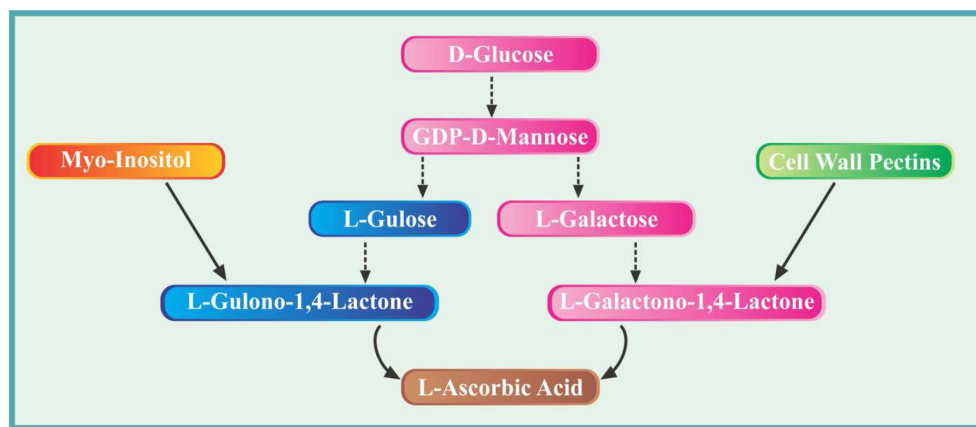 D-Glucose
GDP-D-Mannose
Myo-Inositol
Cell Wall Pectins
L-Gulose
L-Galactose
L-Gulono-1,4-Lactone
L-Galactono-1,4-Lactone
L-Ascorbic Acid